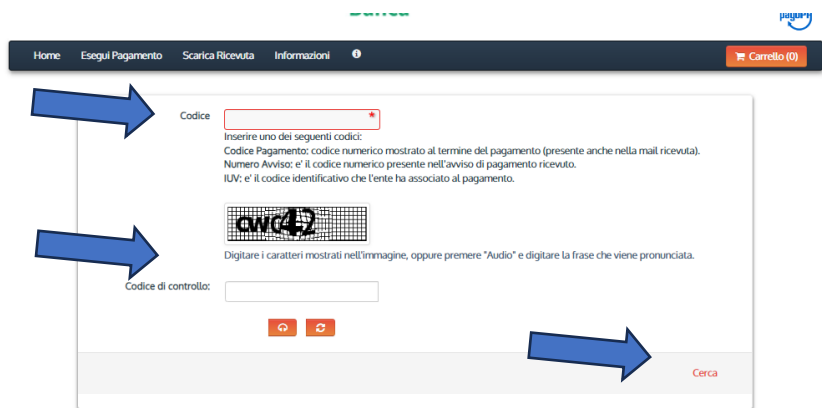 Banca
pagoPA
Home Esegui Pagamento Scarica Ricevuta Informazioni
Carrello (0)
Codice
*
Inserire uno dei seguenti codici:
Codice Pagamento: codice numerico mostrato al termine del pagamento (presente anche nella mail ricevuta).
Numero Avviso: e' il codice numerico presente nell'avviso di pagamento ricevuto.
IUV: e' il codice identificativo che l'ente ha associato al pagamento.
cwc42
Digitare i caratteri mostrati nell'immagine, oppure premere "Audio" e digitare la frase che viene pronunciata.
Codice di controllo:
Cerca